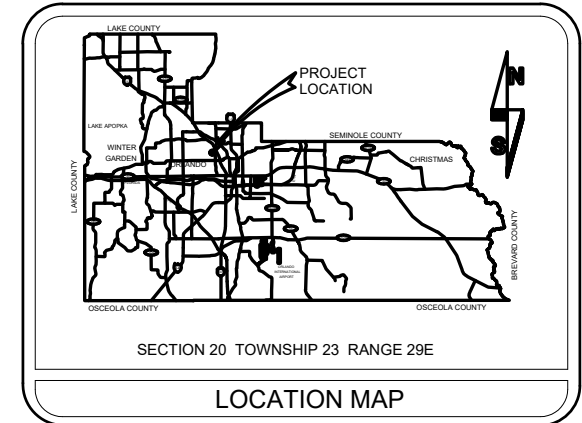 LAKE COUNTY
PROJECT
LOCATION
N
S
LAKE APOPKA
SEMINOLE COUNTY
WINTER
GARDEN
ORLANDO
CHRISTMAS
LAKE COUNTY
BREVARD COUNTY
ORLANDO
INTERNATIONAL
AIRPORT
OSCEOLA COUNTY
OSCEOLA COUNTY
SECTION 20 TOWNSHIP 23 RANGE 29E
LOCATION MAP